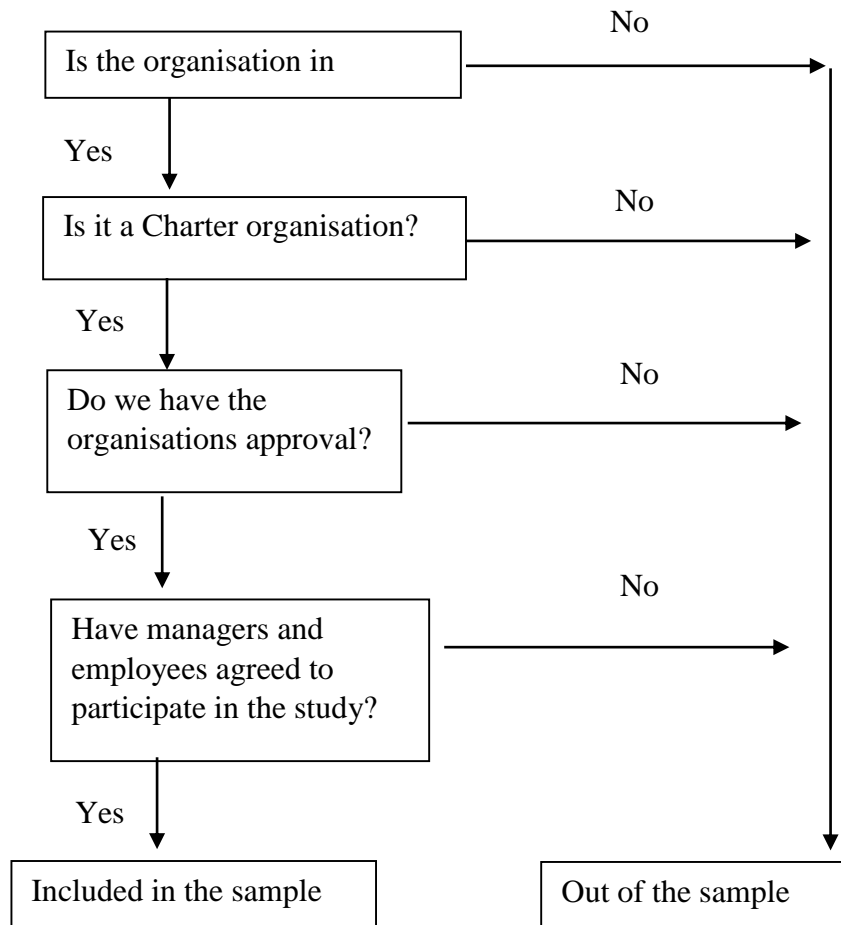 No
Is the organisation in
Yes
No
Is it a Charter organisation?
Yes
No
Do we have the
organisations approval?
Yes
No
Have managers and
employees agreed to
participate in the study?
Yes
Included in the sample
Out of the sample